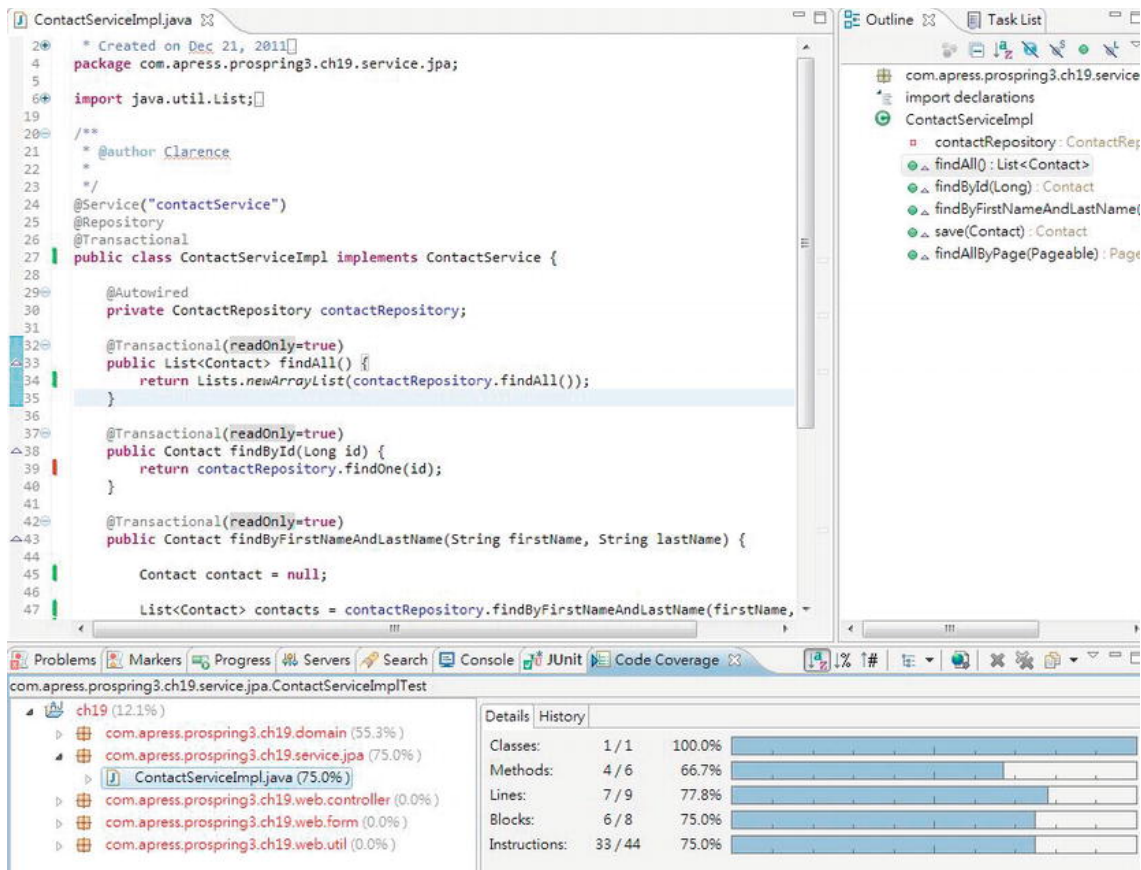 ContactServiceImpl.java
2 * Created on Dec 21, 2011
4 package com.apress.prospring3.ch19.service.jpa;
5
6 import java.util.List;
19
20 /**
21 * @author Clarence
22 *
23 */
24 @Service("contactService")
25 @Repository
26 @Transactional
27 public class ContactServiceImpl implements ContactService {
28
29 @Autowired
30 private ContactRepository contactRepository;
31
32 @Transactional(readOnly=true)
33 public List<Contact> findAll() {
34 return Lists.newArrayList(contactRepository.findAll());
35 }
36
37 @Transactional(readOnly=true)
38 public Contact findById(Long id) {
39 return contactRepository.findOne(id);
40 }
41
42 @Transactional(readOnly=true)
43 public Contact findByFirstNameAndLastName(String firstName, String lastName) {
44
45 Contact contact = null;
46
47 List<Contact> contacts = contactRepository.findByFirstNameAndLastName(firstName,
Outline Task List
com.apress.prospring3.ch19.service
import declarations
ContactServiceImpl
contactRepository : ContactRep
findAll() : List<Contact>
findById(Long) : Contact
findByFirstNameAndLastName(
save(Contact) : Contact
findAllByPage(Pageable) : Page
Problems Markers Progress Servers Search Console JUnit Code Coverage
com.apress.prospring3.ch19.service.jpa.ContactServiceImplTest
ch19 (12.1%)
com.apress.prospring3.ch19.domain (55.3%)
com.apress.prospring3.ch19.service.jpa (75.0%)
ContactServiceImpl.java (75.0%)
com.apress.prospring3.ch19.web.controller (0.0%)
com.apress.prospring3.ch19.web.form (0.0%)
com.apress.prospring3.ch19.web.util (0.0%)
Details History
Classes: 1 / 1 100.0%
Methods: 4 / 6 66.7%
Lines: 7 / 9 77.8%
Blocks: 6 / 8 75.0%
Instructions: 33 / 44 75.0%